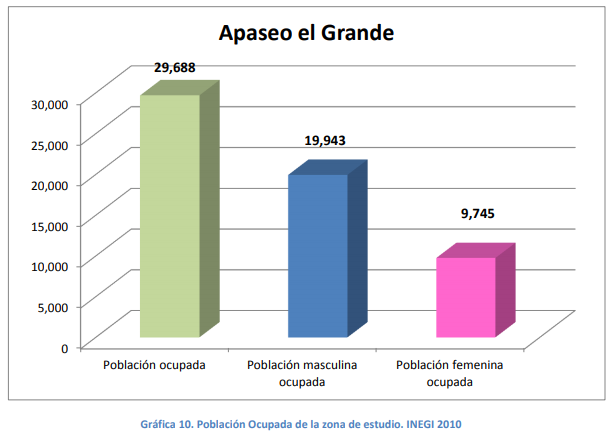 Apaseo el Grande
29,688
30,000
19,943
25,000
20,000
9,745
15,000
10,000
5,000
0
Población ocupada
Población masculina
ocupada
Población femenina
ocupada
Gráfica 10. Población Ocupada de la zona de estudio. INEGI 2010